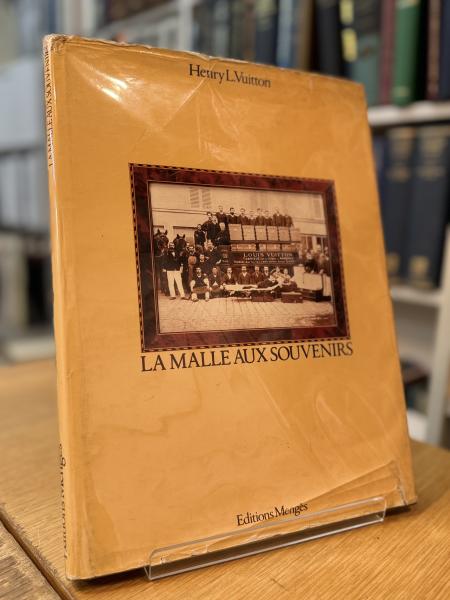 Henry L.Vuitton
LOUIS VUITTON
LA MALLE AUX SOUVENIRS
Editions Mengès